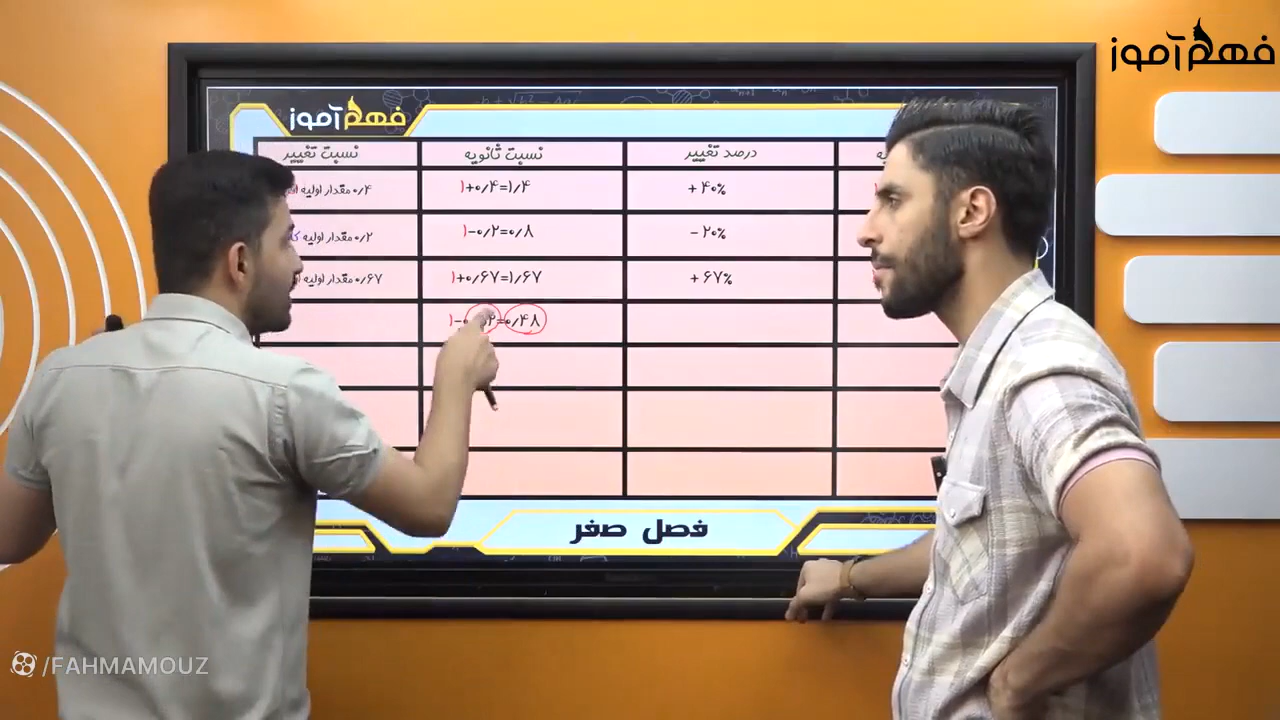 فهم آموز
فهم آموز
درصد تغییر
نسبت ثانویه
نسبت تغییر
+ ۴۰%
۱+۰٫۴=۱٫۴
۰٫۴ مقدار اولیه
- ۲۰%
۱-۰٫۲=۰٫۸
۰٫۲ مقدار اولیه
+ ۶۷%
۱+۰٫۶۷=۱٫۶۷
۰٫۶۷ مقدار اولیه
=۰٫۴۸
فصل صفر
/FAHMAMOUZ